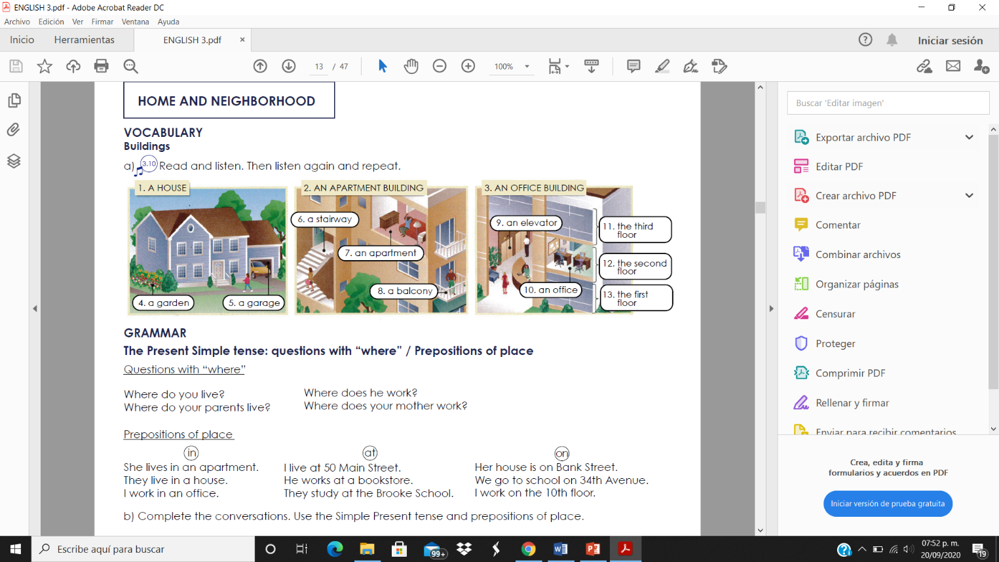 ENGLISH 3.pdf - Adobe Acrobat Reader DC
Archivo Edición Ver Firmar Ventana Ayuda
Inicio Herramientas ENGLISH 3.pdf × Iniciar sesión
13 / 47 100%
HOME AND NEIGHBORHOOD
VOCABULARY
Buildings
a) 3.10 Read and listen. Then listen again and repeat.
1. A HOUSE
4. a garden
5. a garage
2. AN APARTMENT BUILDING
6. a stairway
7. an apartment
8. a balcony
3. AN OFFICE BUILDING
9. an elevator
10. an office
11. the third
floor
12. the second
floor
13. the first
floor
GRAMMAR
The Present Simple tense: questions with “where” / Prepositions of place
Questions with “where”
Where do you live?
Where do your parents live?
Where does he work?
Where does your mother work?
Prepositions of place
in
She lives in an apartment.
They live in a house.
I work in an office.
at
I live at 50 Main Street.
He works at a bookstore.
They study at the Brooke School.
on
Her house is on Bank Street.
We go to school on 34th Avenue.
I work on the 10th floor.
b) Complete the conversations. Use the Simple Present tense and prepositions of place.
Buscar 'Editar imagen'
Exportar archivo PDF
Editar PDF
Crear archivo PDF
Comentar
Combinar archivos
Organizar páginas
Censurar
Proteger
Comprimir PDF
Rellenar y firmar
Enviar para recibir comentarios
Crea, edita y firma
formularios y acuerdos en PDF
Iniciar versión de prueba gratuita
Escribe aquí para buscar
99+
07:52 p. m.
20/09/2020
19